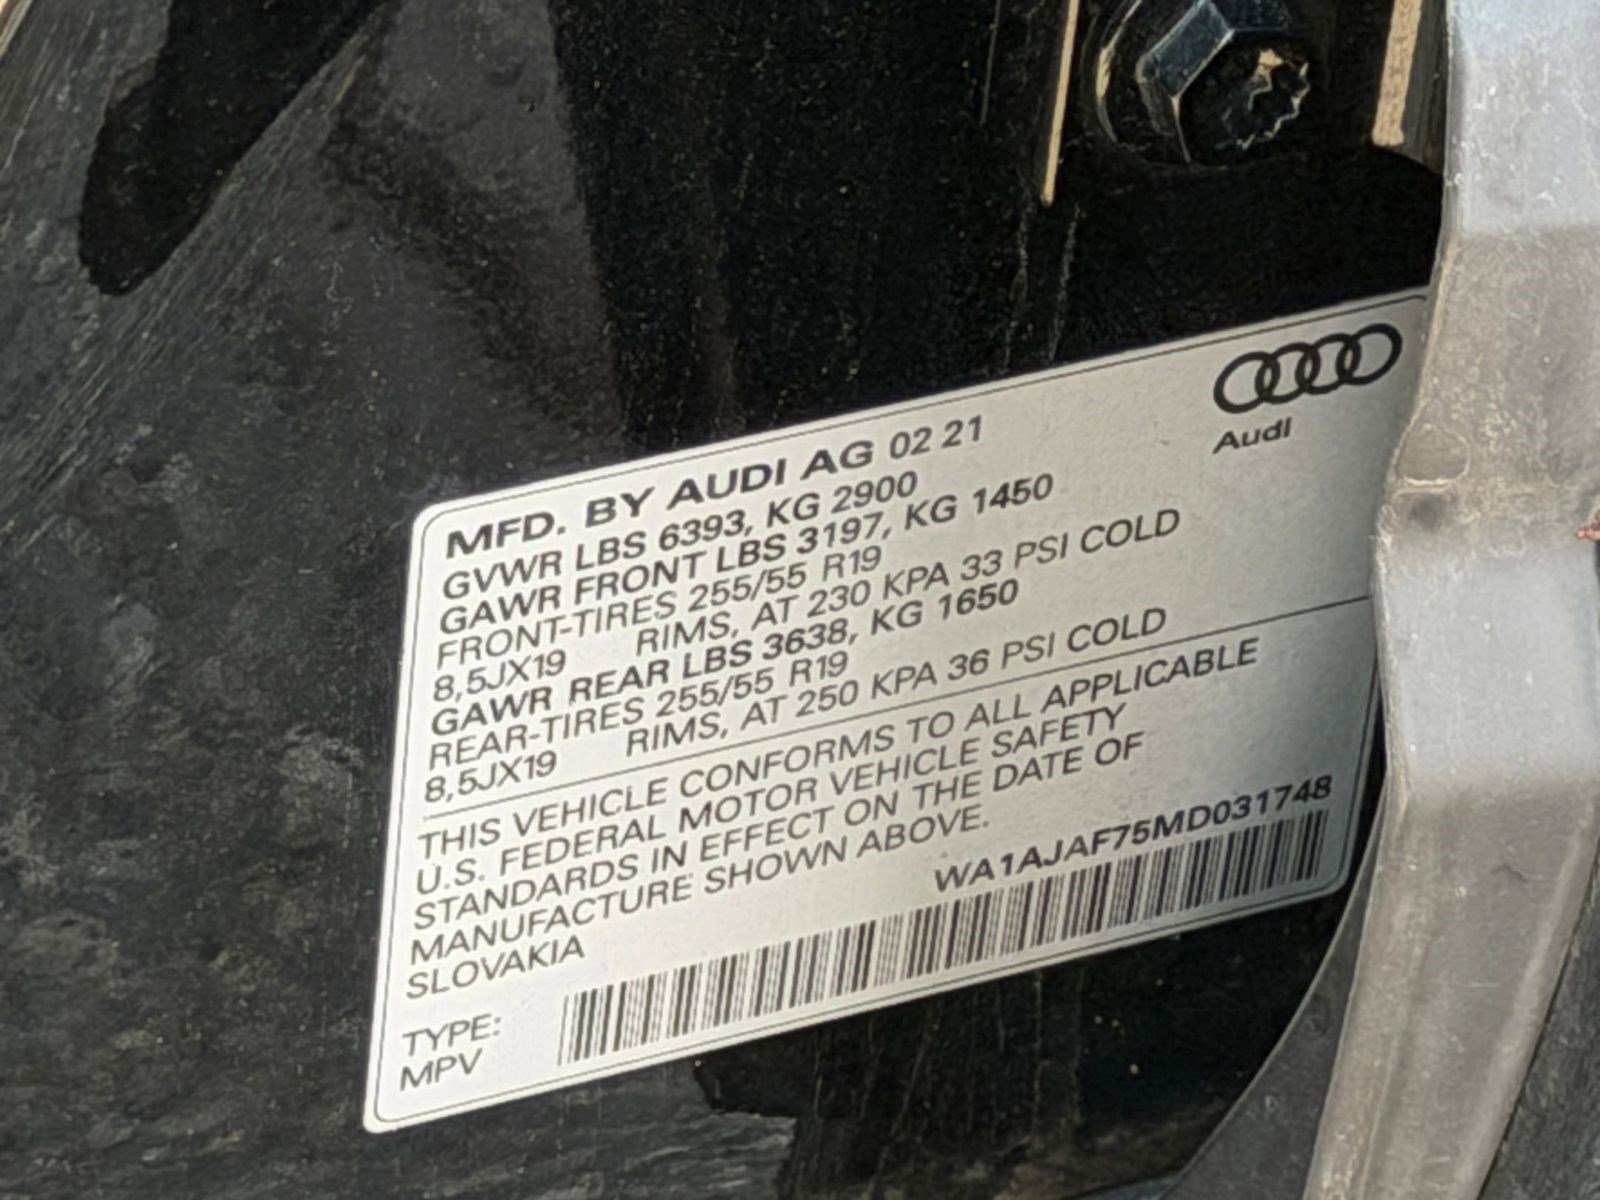 Audi
MFD. BY AUDI AG 02 21
GVWR LBS 6393, KG 2900
GAWR FRONT LBS 3197, KG 1450
FRONT-TIRES 255/55 R19
8,5JX19 RIMS, AT 230 KPA 33 PSI COLD
GAWR REAR LBS 3638, KG 1650
REAR-TIRES 255/55 R19
8,5JX19 RIMS, AT 250 KPA 36 PSI COLD
THIS VEHICLE CONFORMS TO ALL APPLICABLE
U.S. FEDERAL MOTOR VEHICLE SAFETY
STANDARDS IN EFFECT ON THE DATE OF
MANUFACTURE SHOWN ABOVE.
SLOVAKIA
WA1AJAF75MD031748
TYPE:
MPV